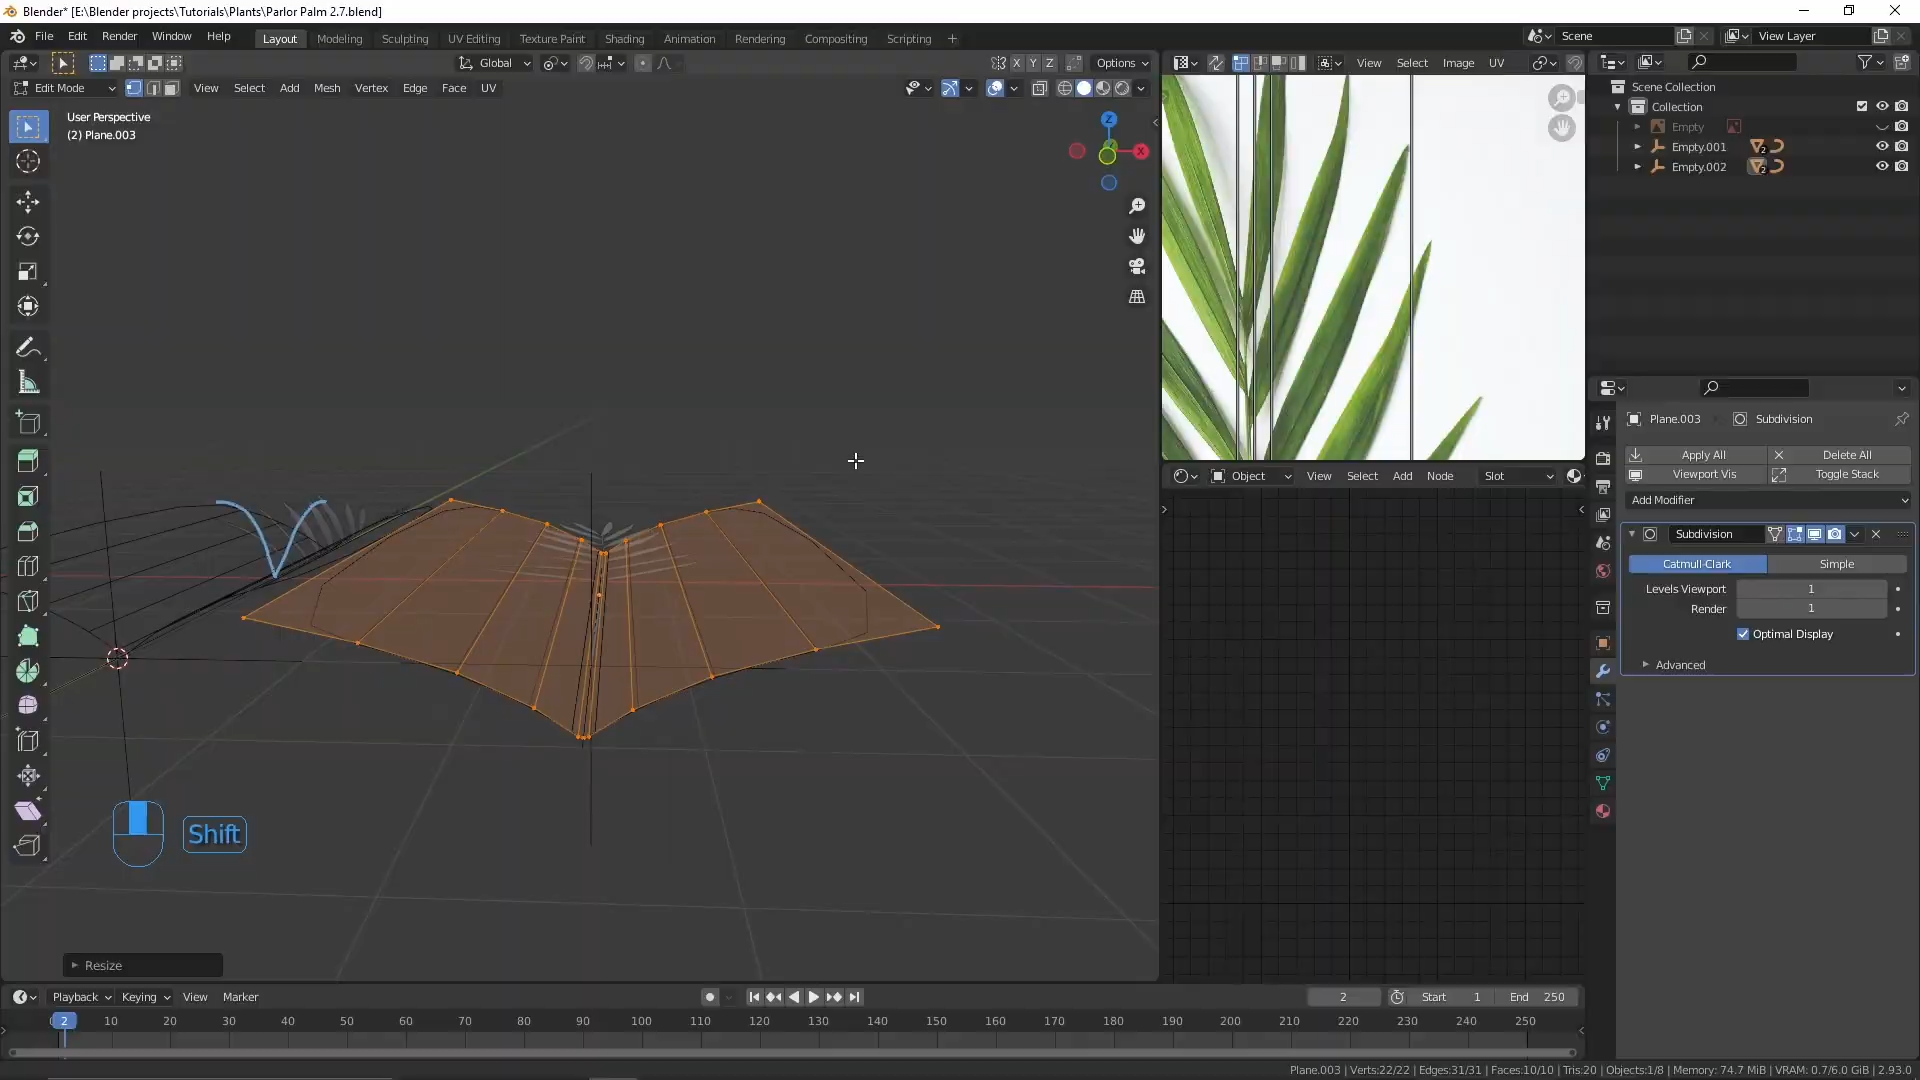 Blender* [E:\Blender projects\Tutorials\Plants\Parlor Palm 2.7.blend]
File Edit Render Window Help Layout Modeling Sculpting UV Editing Texture Paint Shading Animation Rendering Compositing Scripting Scene View Layer
Global X Y Z Options View Select Image UV
Edit Mode View Select Add Mesh Vertex Edge Face UV
User Perspective
(2) Plane.003
Z
X
Scene Collection
Collection
Empty
Empty.001 2
Empty.002 2
Plane.003 Subdivision
Apply All Delete All
Viewport Vis Toggle Stack
Add Modifier
Subdivision
Catmull-Clark Simple
Levels Viewport 1
Render 1
Optimal Display
Advanced
Object View Select Add Node Slot
Shift
Resize
Playback Keying View Marker 2 Start 1 End 250
2 10 20 30 40 50 60 70 80 90 100 110 120 130 140 150 160 170 180 190 200 210 220 230 240 250
Plane.003 | Verts:22/22 | Edges:31/31 | Faces:10/10 | Tris:20 | Objects:1/8 | Memory: 74.7 MiB | VRAM: 0.7/6.0 GiB | 2.93.0